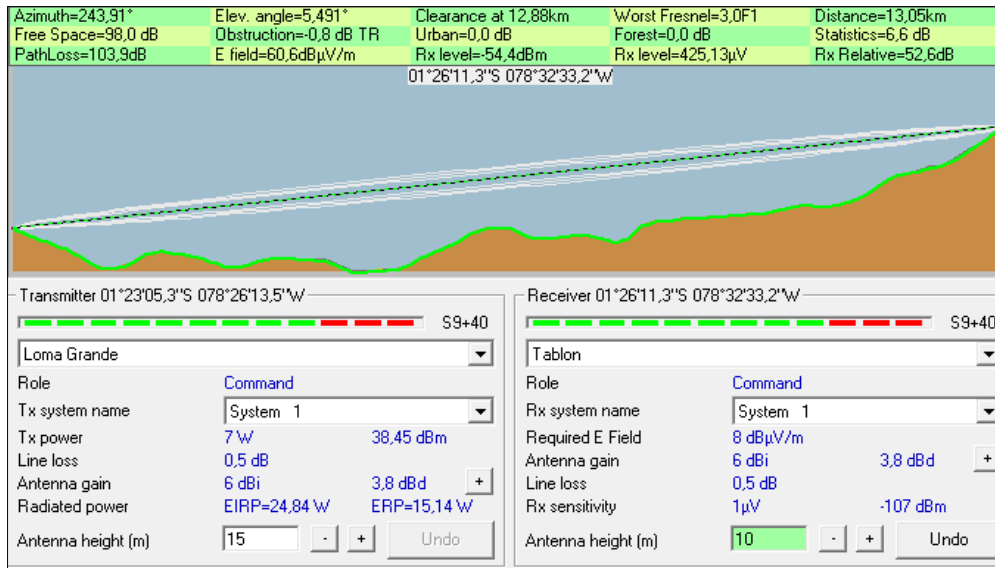 Azimuth=243,91° Elev. angle=5,491° Clearance at 12,88km Worst Fresnel=3,0F1 Distance=13,05km
Free Space=98,0 dB Obstruction=-0,8 dB TR Urban=0,0 dB Forest=0,0 dB Statistics=6,6 dB
PathLoss=103,9dB E field=60,6dBµV/m Rx level=-54,4dBm Rx level=425,13µV Rx Relative=52,6dB
01°26'11,3''S 078°32'33,2''W
Transmitter 01°23'05,3''S 078°26'13,5''W
S9+40
Loma Grande
Role Command
Tx system name System 1
Tx power 7 W 38,45 dBm
Line loss 0,5 dB
Antenna gain 6 dBi 3,8 dBd +
Radiated power EIRP=24,84 W ERP=15,14 W
Antenna height (m) 15 - + Undo
Receiver 01°26'11,3''S 078°32'33,2''W
S9+40
Tablon
Role Command
Rx system name System 1
Required E Field 8 dBµV/m
Antenna gain 6 dBi 3,8 dBd +
Line loss 0,5 dB
Rx sensitivity 1µV -107 dBm
Antenna height (m) 10 - + Undo